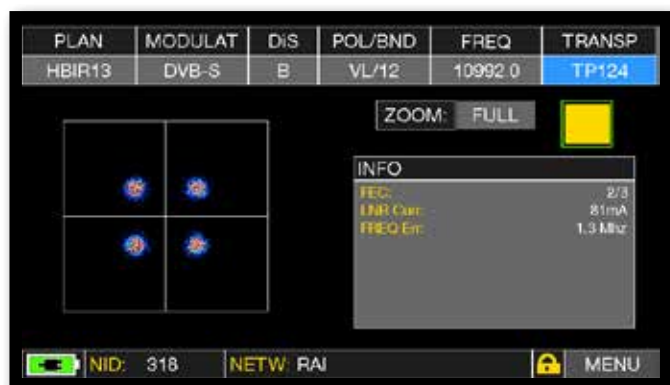 PLAN MODULAT DiS POL/BND FREQ TRANSP
HBIR13 DVB-S B VL/12 10992.0 TP124
ZOOM: FULL
INFO
FEC: 2/3
LNB Curr: 81mA
FREQ Err: 1.3 Mhz
NID: 318 NETW: RAI MENU